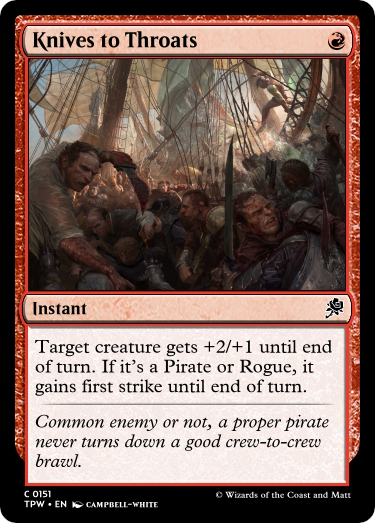 Knives to Throats
Instant
Target creature gets +2/+1 until end
of turn. If it's a Pirate or Rogue, it
gains first strike until end of turn.
Common enemy or not, a proper pirate
never turns down a good crew-to-crew
brawl.
C 0151
TPW • EN CAMPBELL-WHITE
© Wizards of the Coast and Matt